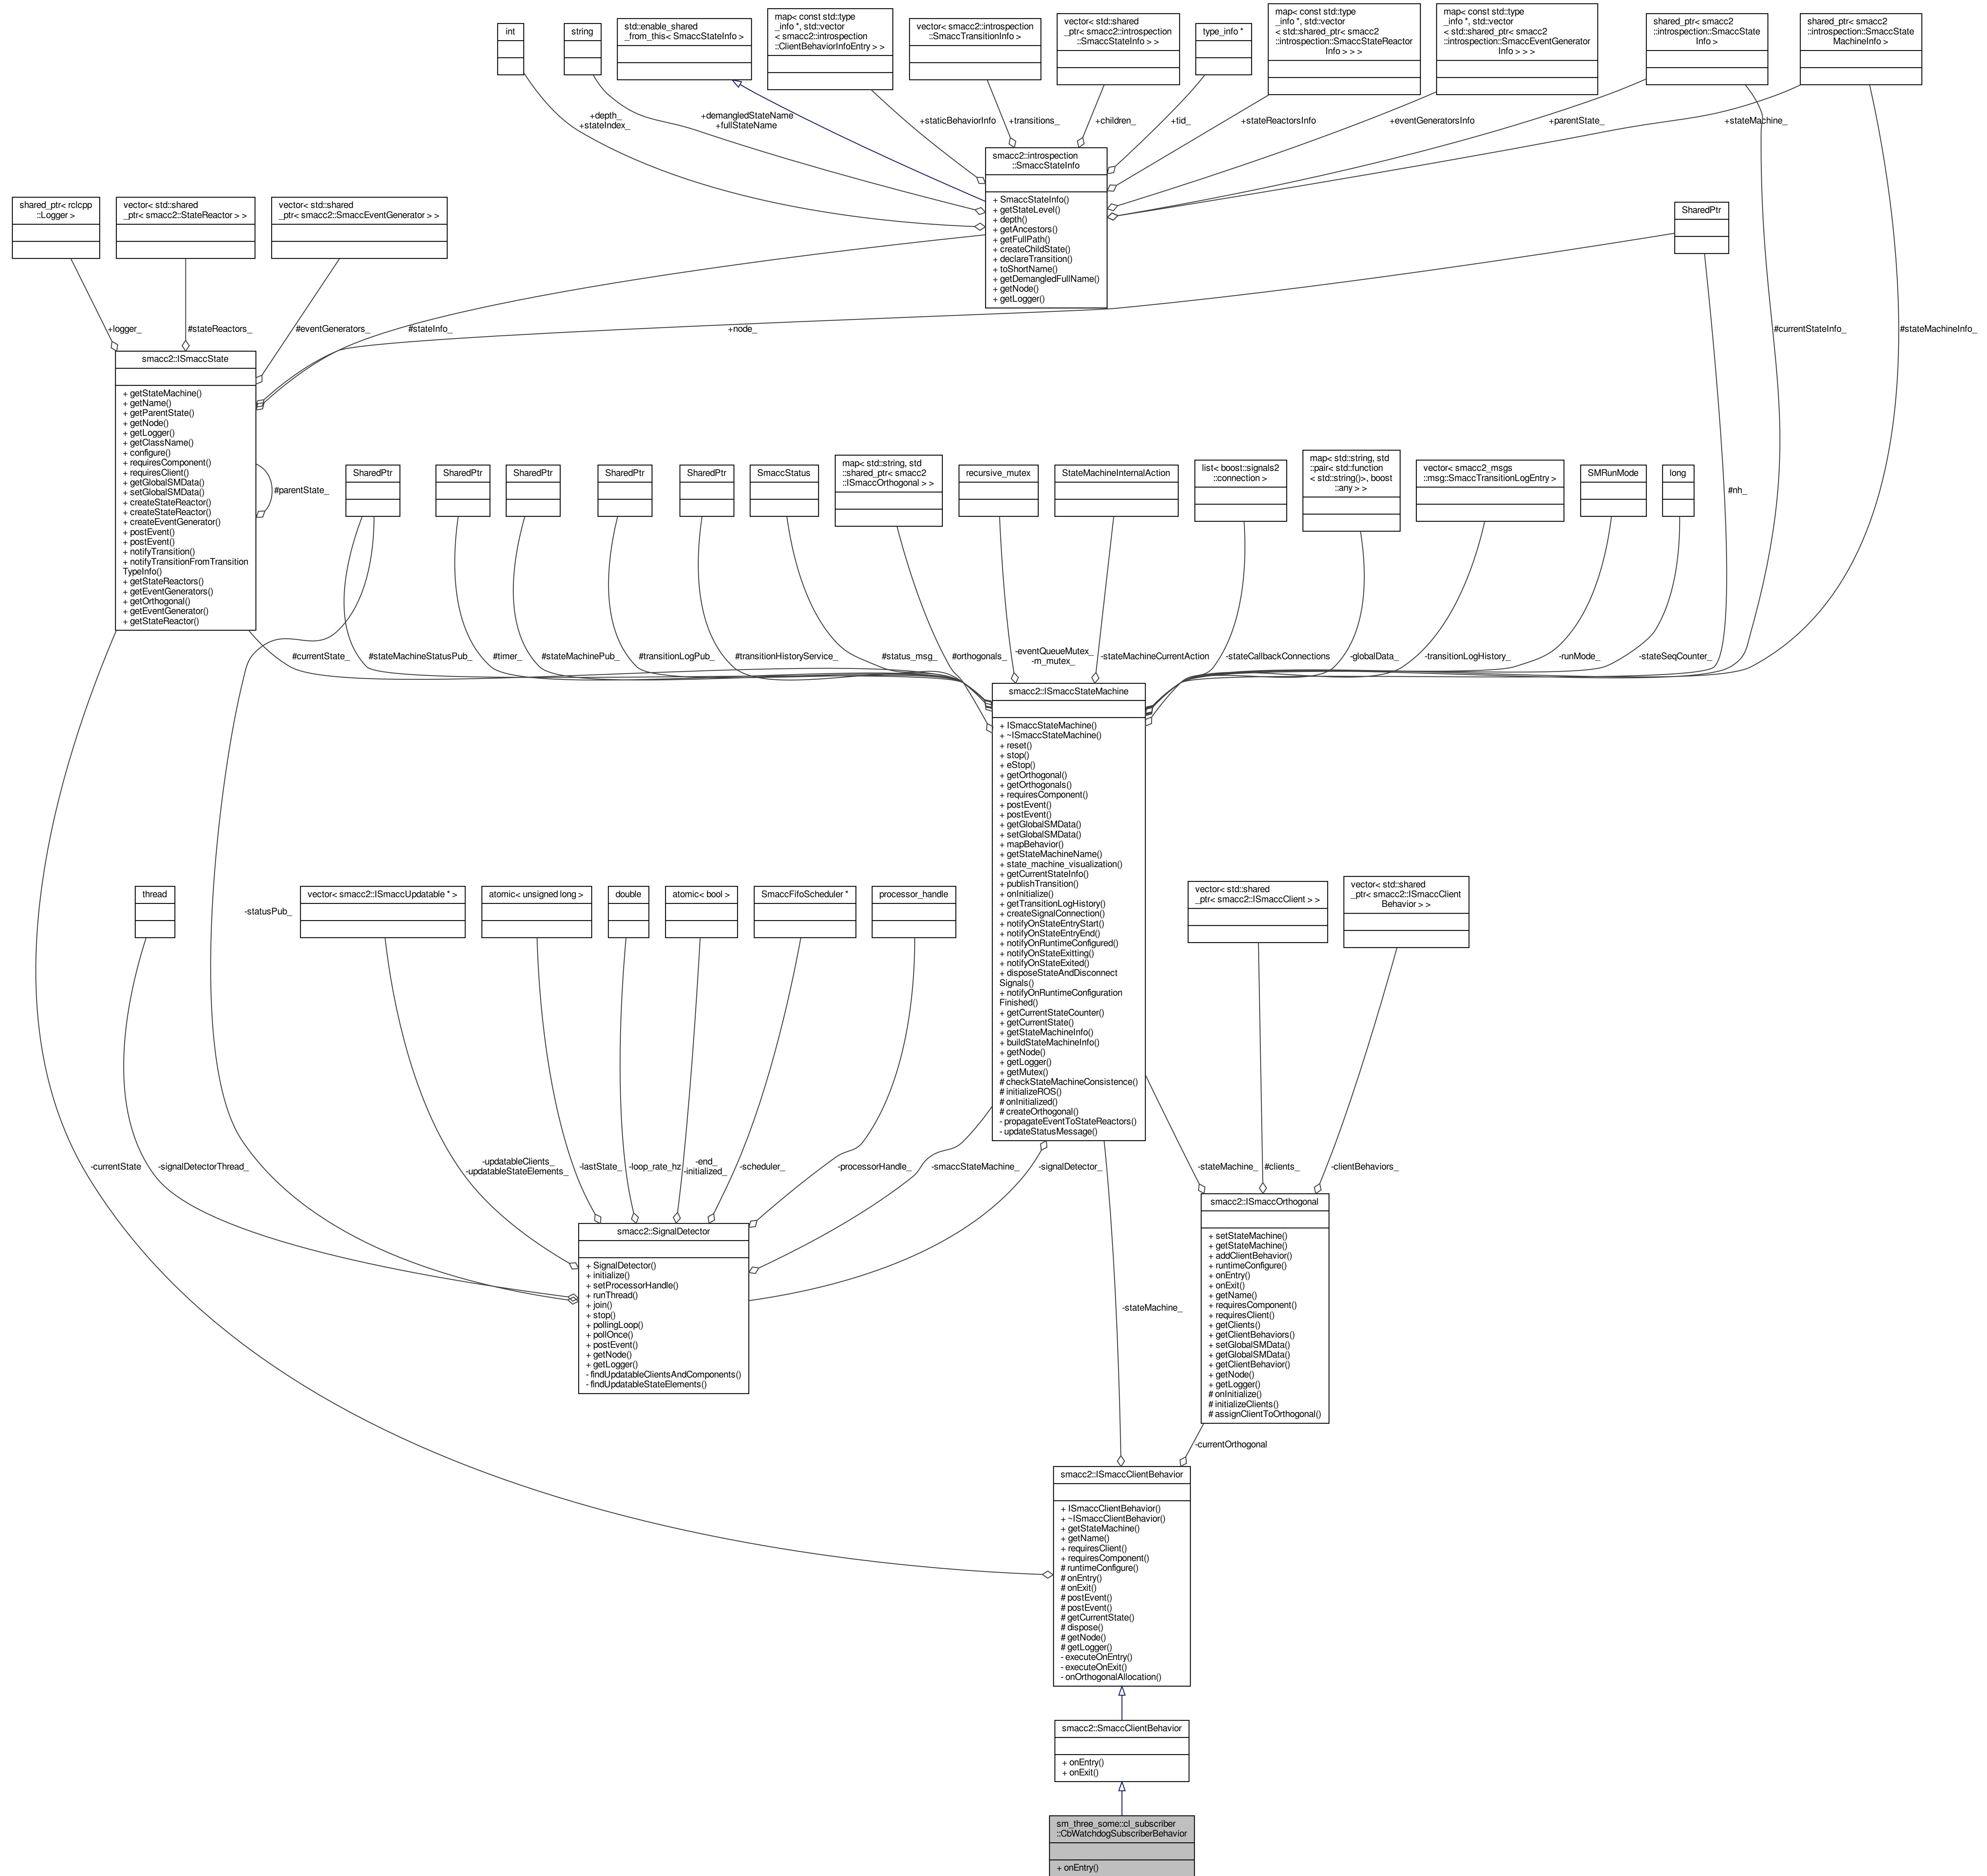 int
string
std::enable_shared
_from_this< SmaccStateInfo >
map< const std::type
_info *, std::vector
< smacc2::introspection
::ClientBehaviorInfoEntry > >
vector< smacc2::introspection
::SmaccTransitionInfo >
vector< std::shared
_ptr< smacc2::introspection
::SmaccStateInfo > >
type_info *
map< const std::type
_info *, std::vector
< std::shared_ptr< smacc2
::introspection::SmaccStateReactor
Info > > >
map< const std::type
_info *, std::vector
< std::shared_ptr< smacc2
::introspection::SmaccEventGenerator
Info > > >
shared_ptr< smacc2
::introspection::SmaccState
Info >
shared_ptr< smacc2
::introspection::SmaccState
MachineInfo >
+depth_
+stateIndex_
+demangledStateName
+fullStateName
+staticBehaviorInfo
+transitions_
+children_
+tid_
+stateReactorsInfo
+eventGeneratorsInfo
+parentState_
+stateMachine_
smacc2::introspection
::SmaccStateInfo
+ SmaccStateInfo()
+ getStateLevel()
+ depth()
+ getAncestors()
+ getFullPath()
+ createChildState()
+ declareTransition()
+ toShortName()
+ getDemangledFullName()
+ getNode()
+ getLogger()
shared_ptr< rclcpp
::Logger >
vector< std::shared
_ptr< smacc2::StateReactor > >
vector< std::shared
_ptr< smacc2::SmaccEventGenerator > >
SharedPtr
+logger_
#stateReactors_
#eventGenerators_
#stateInfo_
+node_
#currentStateInfo_
#stateMachineInfo_
smacc2::ISmaccState
+ getStateMachine()
+ getName()
+ getParentState()
+ getNode()
+ getLogger()
+ getClassName()
+ configure()
+ requiresComponent()
+ requiresClient()
+ getGlobalSMData()
+ setGlobalSMData()
+ createStateReactor()
+ createStateReactor()
+ createEventGenerator()
+ postEvent()
+ postEvent()
+ notifyTransition()
+ notifyTransitionFromTransition
TypeInfo()
+ getStateReactors()
+ getEventGenerators()
+ getOrthogonal()
+ getEventGenerator()
+ getStateReactor()
#parentState_
SharedPtr
SharedPtr
SharedPtr
SharedPtr
SharedPtr
SmaccStatus
map< std::string, std
::shared_ptr< smacc2
::ISmaccOrthogonal > >
recursive_mutex
StateMachineInternalAction
list< boost::signals2
::connection >
map< std::string, std
::pair< std::function
< std::string()>, boost
::any > >
vector< smacc2_msgs
::msg::SmaccTransitionLogEntry >
SMRunMode
long
#nh_
#currentState_
#stateMachineStatusPub_
#timer_
#stateMachinePub_
#transitionLogPub_
#transitionHistoryService_
#status_msg_
#orthogonals_
-eventQueueMutex_
-m_mutex_
-stateMachineCurrentAction
-stateCallbackConnections
-globalData_
-transitionLogHistory_
-runMode_
-stateSeqCounter_
smacc2::ISmaccStateMachine
+ ISmaccStateMachine()
+ ~ISmaccStateMachine()
+ reset()
+ stop()
+ eStop()
+ getOrthogonal()
+ getOrthogonals()
+ requiresComponent()
+ postEvent()
+ postEvent()
+ getGlobalSMData()
+ setGlobalSMData()
+ mapBehavior()
+ getStateMachineName()
+ state_machine_visualization()
+ getCurrentStateInfo()
+ publishTransition()
+ onInitialize()
+ getTransitionLogHistory()
+ createSignalConnection()
+ notifyOnStateEntryStart()
+ notifyOnStateEntryEnd()
+ notifyOnRuntimeConfigured()
+ notifyOnStateExitting()
+ notifyOnStateExited()
+ disposeStateAndDisconnect
Signals()
+ notifyOnRuntimeConfiguration
Finished()
+ getCurrentStateCounter()
+ getCurrentState()
+ getStateMachineInfo()
+ buildStateMachineInfo()
+ getNode()
+ getLogger()
+ getMutex()
# checkStateMachineConsistence()
# initializeROS()
# onInitialized()
# createOrthogonal()
- propagateEventToStateReactors()
- updateStatusMessage()
thread
-statusPub_
vector< smacc2::ISmaccUpdatable * >
atomic< unsigned long >
double
atomic< bool >
SmaccFifoScheduler *
processor_handle
vector< std::shared
_ptr< smacc2::ISmaccClient > >
vector< std::shared
_ptr< smacc2::ISmaccClient
Behavior > >
-currentState
-signalDetectorThread_
-updatableClients_
-updatableStateElements_
-lastState_
-loop_rate_hz
-end_
-initialized_
-scheduler_
-processorHandle_
-smaccStateMachine_
-signalDetector_
-stateMachine_
#clients_
-clientBehaviors_
smacc2::SignalDetector
+ SignalDetector()
+ initialize()
+ setProcessorHandle()
+ runThread()
+ join()
+ stop()
+ pollingLoop()
+ pollOnce()
+ postEvent()
+ getNode()
+ getLogger()
- findUpdatableClientsAndComponents()
- findUpdatableStateElements()
smacc2::ISmaccOrthogonal
+ setStateMachine()
+ getStateMachine()
+ addClientBehavior()
+ runtimeConfigure()
+ onEntry()
+ onExit()
+ getName()
+ requiresComponent()
+ requiresClient()
+ getClients()
+ getClientBehaviors()
+ setGlobalSMData()
+ getGlobalSMData()
+ getClientBehavior()
+ getNode()
+ getLogger()
# onInitialize()
# initializeClients()
# assignClientToOrthogonal()
-stateMachine_
-currentOrthogonal
smacc2::ISmaccClientBehavior
+ ISmaccClientBehavior()
+ ~ISmaccClientBehavior()
+ getStateMachine()
+ getName()
+ requiresClient()
+ requiresComponent()
# runtimeConfigure()
# onEntry()
# onExit()
# postEvent()
# postEvent()
# getCurrentState()
# dispose()
# getNode()
# getLogger()
- executeOnEntry()
- executeOnExit()
- onOrthogonalAllocation()
smacc2::SmaccClientBehavior
+ onEntry()
+ onExit()
sm_three_some::cl_subscriber
::CbWatchdogSubscriberBehavior
+ onEntry()